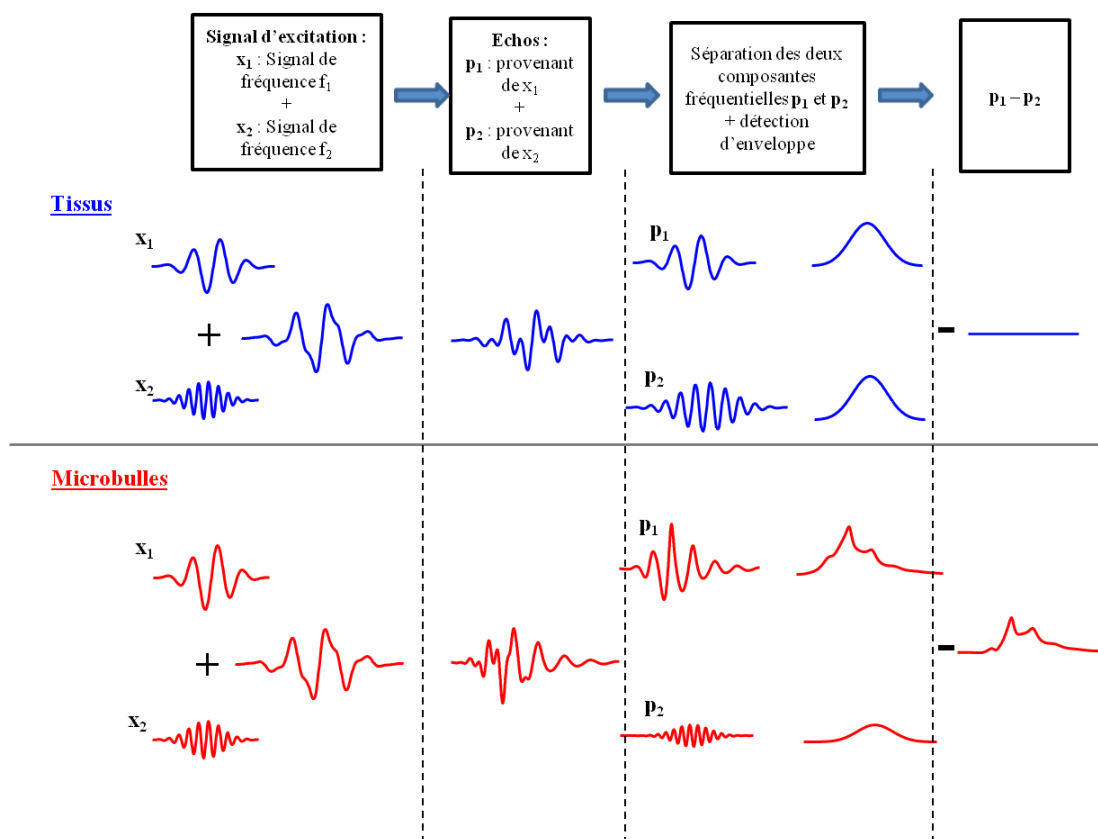 Signal d'excitation :
x₁ : Signal de
fréquence f₁
+
x₂ : Signal de
fréquence f₂
Echos :
p₁ : provenant
de x₁
+
p₂ : provenant
de x₂
Séparation des deux
composantes
fréquentielles p₁ et p₂
+ détection
d'enveloppe
p₁ – p₂
Tissus
x₁
p₁
+
-
x₂
p₂
Microbulles
x₁
p₁
+
-
x₂
p₂